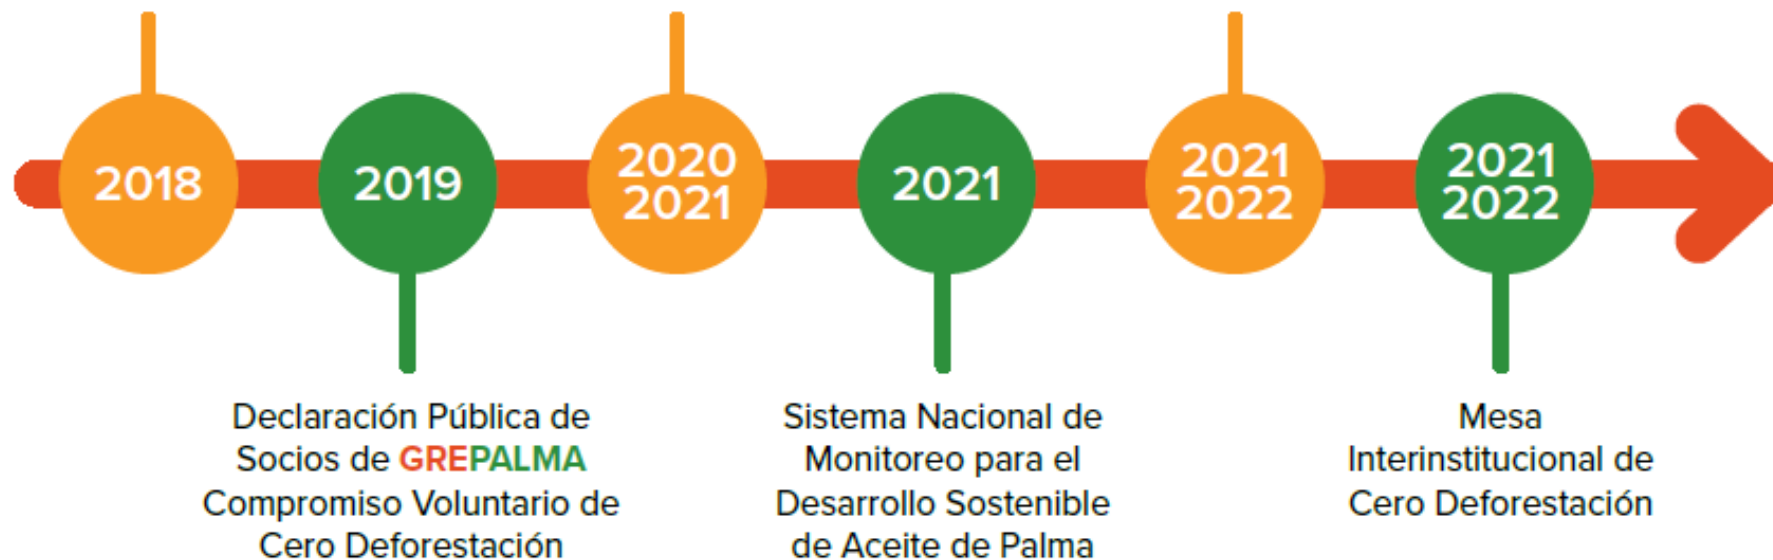 2018
2019
2020
2021
2021
2021
2022
2021
2022
Declaración Pública de
Socios de GREPALMA
Compromiso Voluntario de
Cero Deforestación
Sistema Nacional de
Monitoreo para el
Desarrollo Sostenible
de Aceite de Palma
Mesa
Interinstitucional de
Cero Deforestación